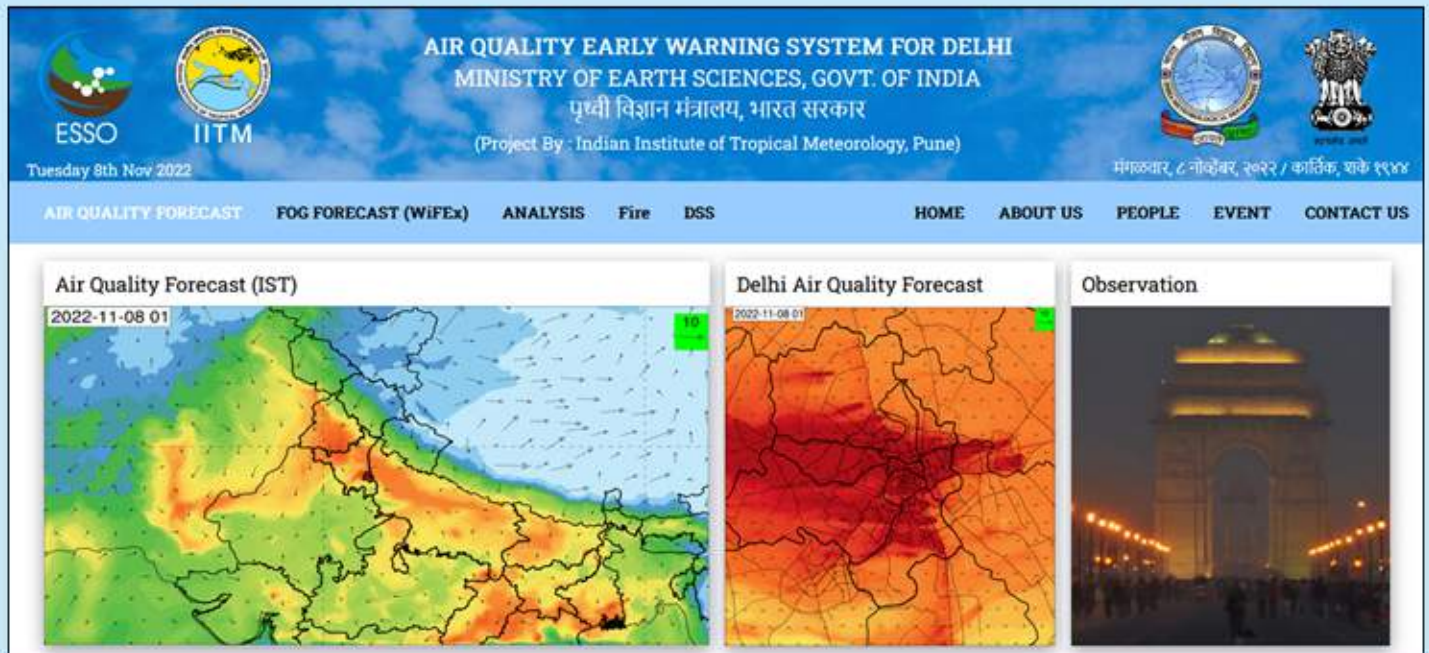 AIR QUALITY EARLY WARNING SYSTEM FOR DELHI
MINISTRY OF EARTH SCIENCES, GOVT. OF INDIA
पृथ्वी विज्ञान मंत्रालय, भारत सरकार
(Project By : Indian Institute of Tropical Meteorology, Pune)
ESSO
IITM
Tuesday 8th Nov 2022
मंगळवार, ८ नोव्हेंबर, २०२२ / कार्तिक, शके १९४४
AIR QUALITY FORECAST FOG FORECAST (WiFEx) ANALYSIS Fire DSS HOME ABOUT US PEOPLE EVENT CONTACT US
Air Quality Forecast (IST)
2022-11-08 01
10
Delhi Air Quality Forecast
2022-11-08 01
Observation